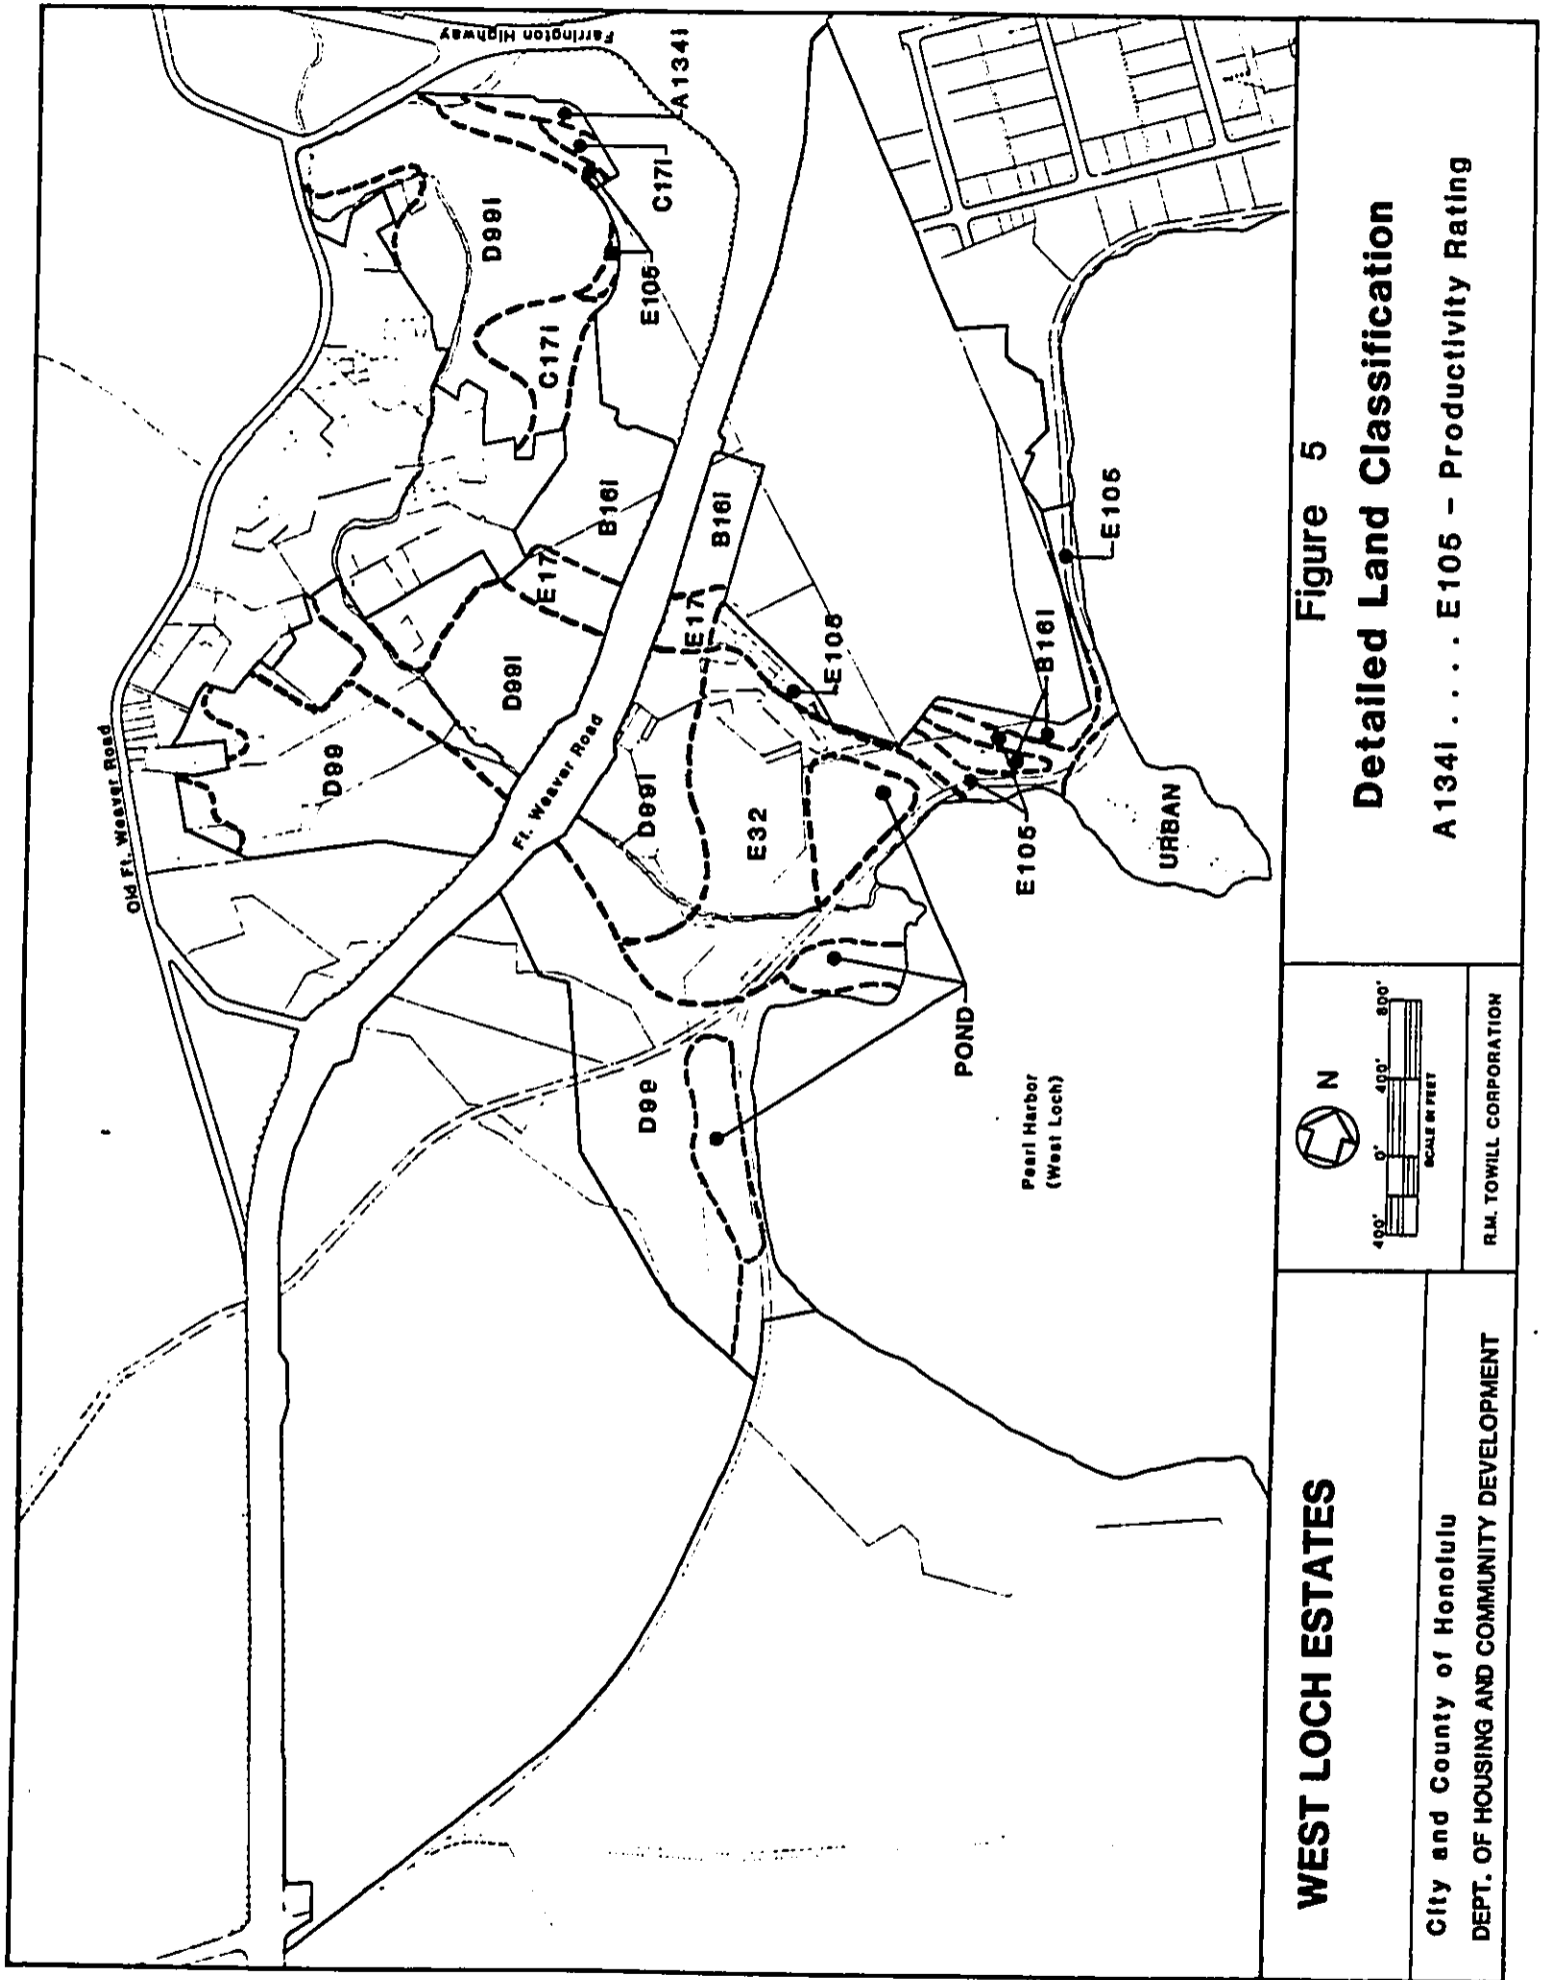 Farrington Highway
A134I
C17I
D99I
E105
C17I
B16I
B16I
E17
E17
D99I
D99
Old Ft. Weaver Road
Ft. Weaver Road
D99I
E32
E105
E105
B16I
E105
URBAN
POND
D99
Pearl Harbor
(West Loch)
WEST LOCH ESTATES
City and County of Honolulu
DEPT. OF HOUSING AND COMMUNITY DEVELOPMENT
N
400' 0' 400' 800'
SCALE IN FEET
R.M. TOWILL CORPORATION
Figure 5
Detailed Land Classification
A134I . . . . E105 – Productivity Rating